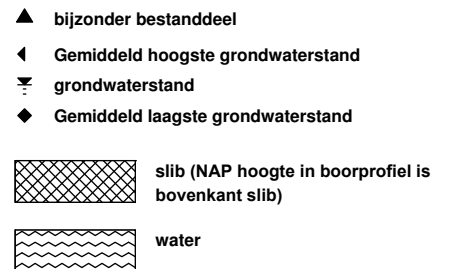 bijzonder bestanddeel
Gemiddeld hoogste grondwaterstand
grondwaterstand
Gemiddeld laagste grondwaterstand
slib (NAP hoogte in boorprofiel is
bovenkant slib)
water